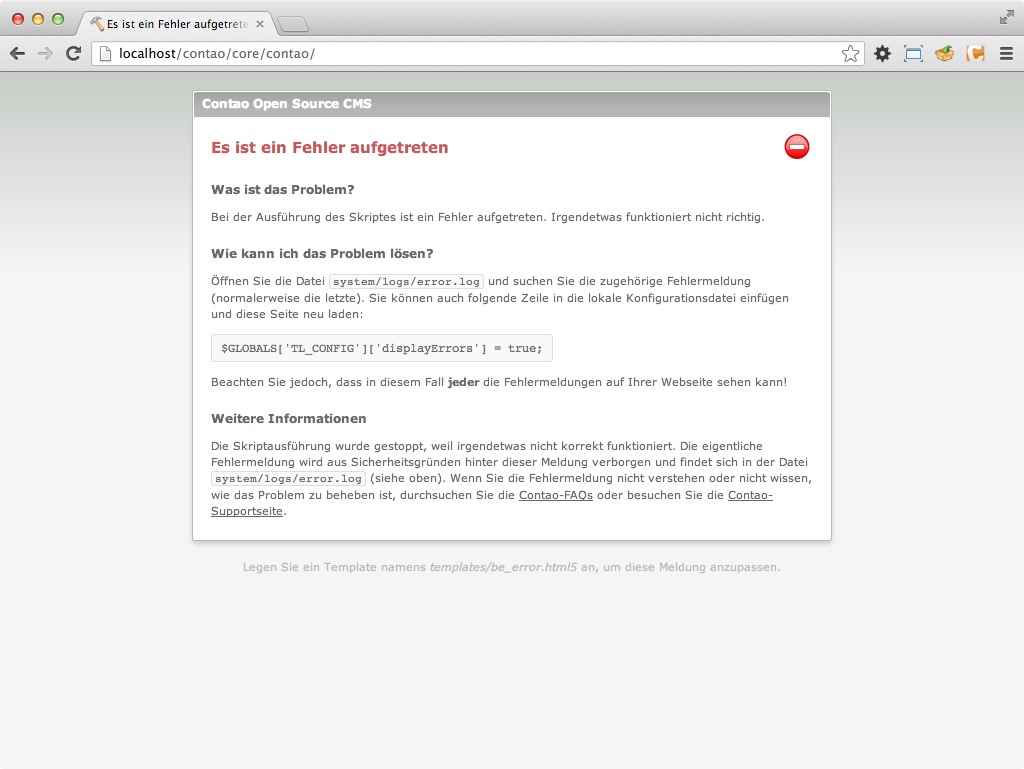 Es ist ein Fehler aufgetrete
localhost/contao/core/contao/
Contao Open Source CMS
Es ist ein Fehler aufgetreten
Was ist das Problem?
Bei der Ausführung des Skriptes ist ein Fehler aufgetreten. Irgendetwas funktioniert nicht richtig.
Wie kann ich das Problem lösen?
Öffnen Sie die Datei system/logs/error.log und suchen Sie die zugehörige Fehlermeldung
(normalerweise die letzte). Sie können auch folgende Zeile in die lokale Konfigurationsdatei einfügen
und diese Seite neu laden:
$GLOBALS['TL_CONFIG']['displayErrors'] = true;
Beachten Sie jedoch, dass in diesem Fall jeder die Fehlermeldungen auf Ihrer Webseite sehen kann!
Weitere Informationen
Die Skriptausführung wurde gestoppt, weil irgendetwas nicht korrekt funktioniert. Die eigentliche
Fehlermeldung wird aus Sicherheitsgründen hinter dieser Meldung verborgen und findet sich in der Datei
system/logs/error.log (siehe oben). Wenn Sie die Fehlermeldung nicht verstehen oder nicht wissen,
wie das Problem zu beheben ist, durchsuchen Sie die Contao-FAQs oder besuchen Sie die Contao-
Supportseite.
Legen Sie ein Template namens templates/be_error.html5 an, um diese Meldung anzupassen.